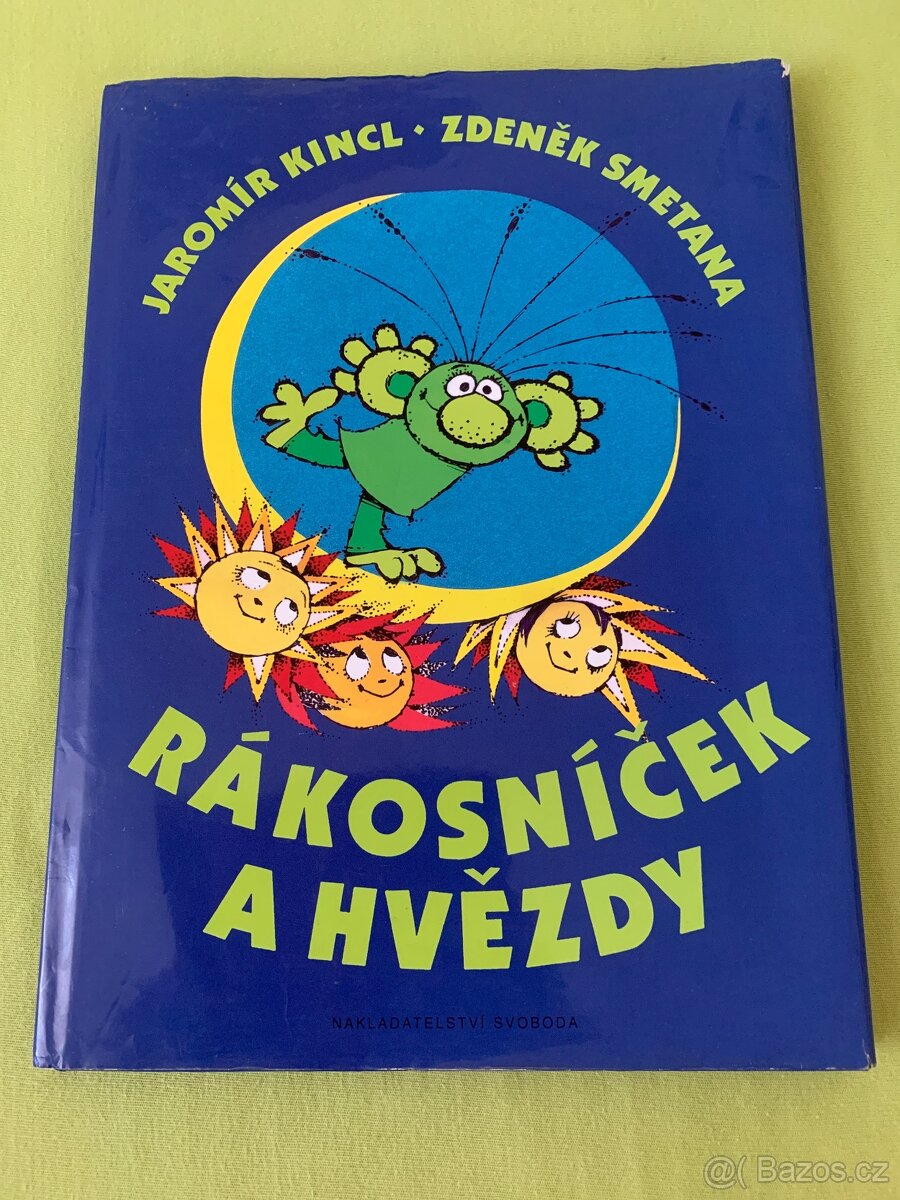 JAROMÍR KINCL · ZDENĚK SMETANA
RÁKOSNÍČEK
A HVĚZDY
NAKLADATELSTVÍ SVOBODA
@( Bazos.cz